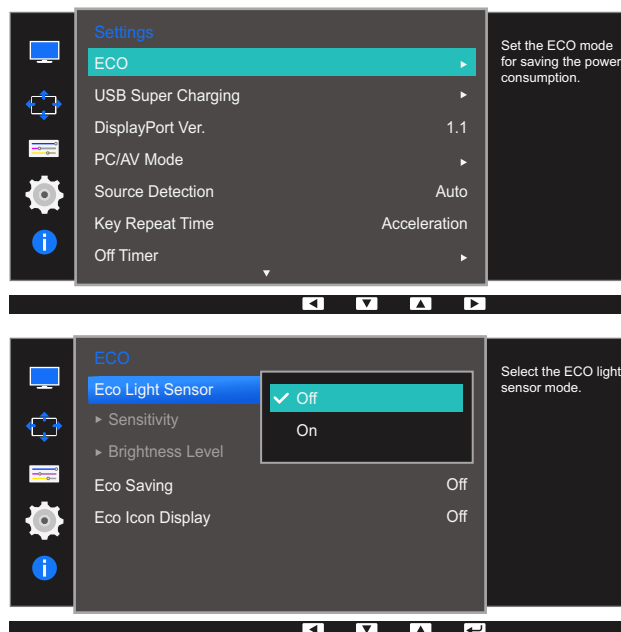 Settings
ECO
USB Super Charging
DisplayPort Ver. 1.1
PC/AV Mode
Source Detection Auto
Key Repeat Time Acceleration
Off Timer
Set the ECO mode
for saving the power
consumption.
ECO
Eco Light Sensor
Off
On
Sensitivity
Brightness Level
Eco Saving Off
Eco Icon Display Off
Select the ECO light
sensor mode.